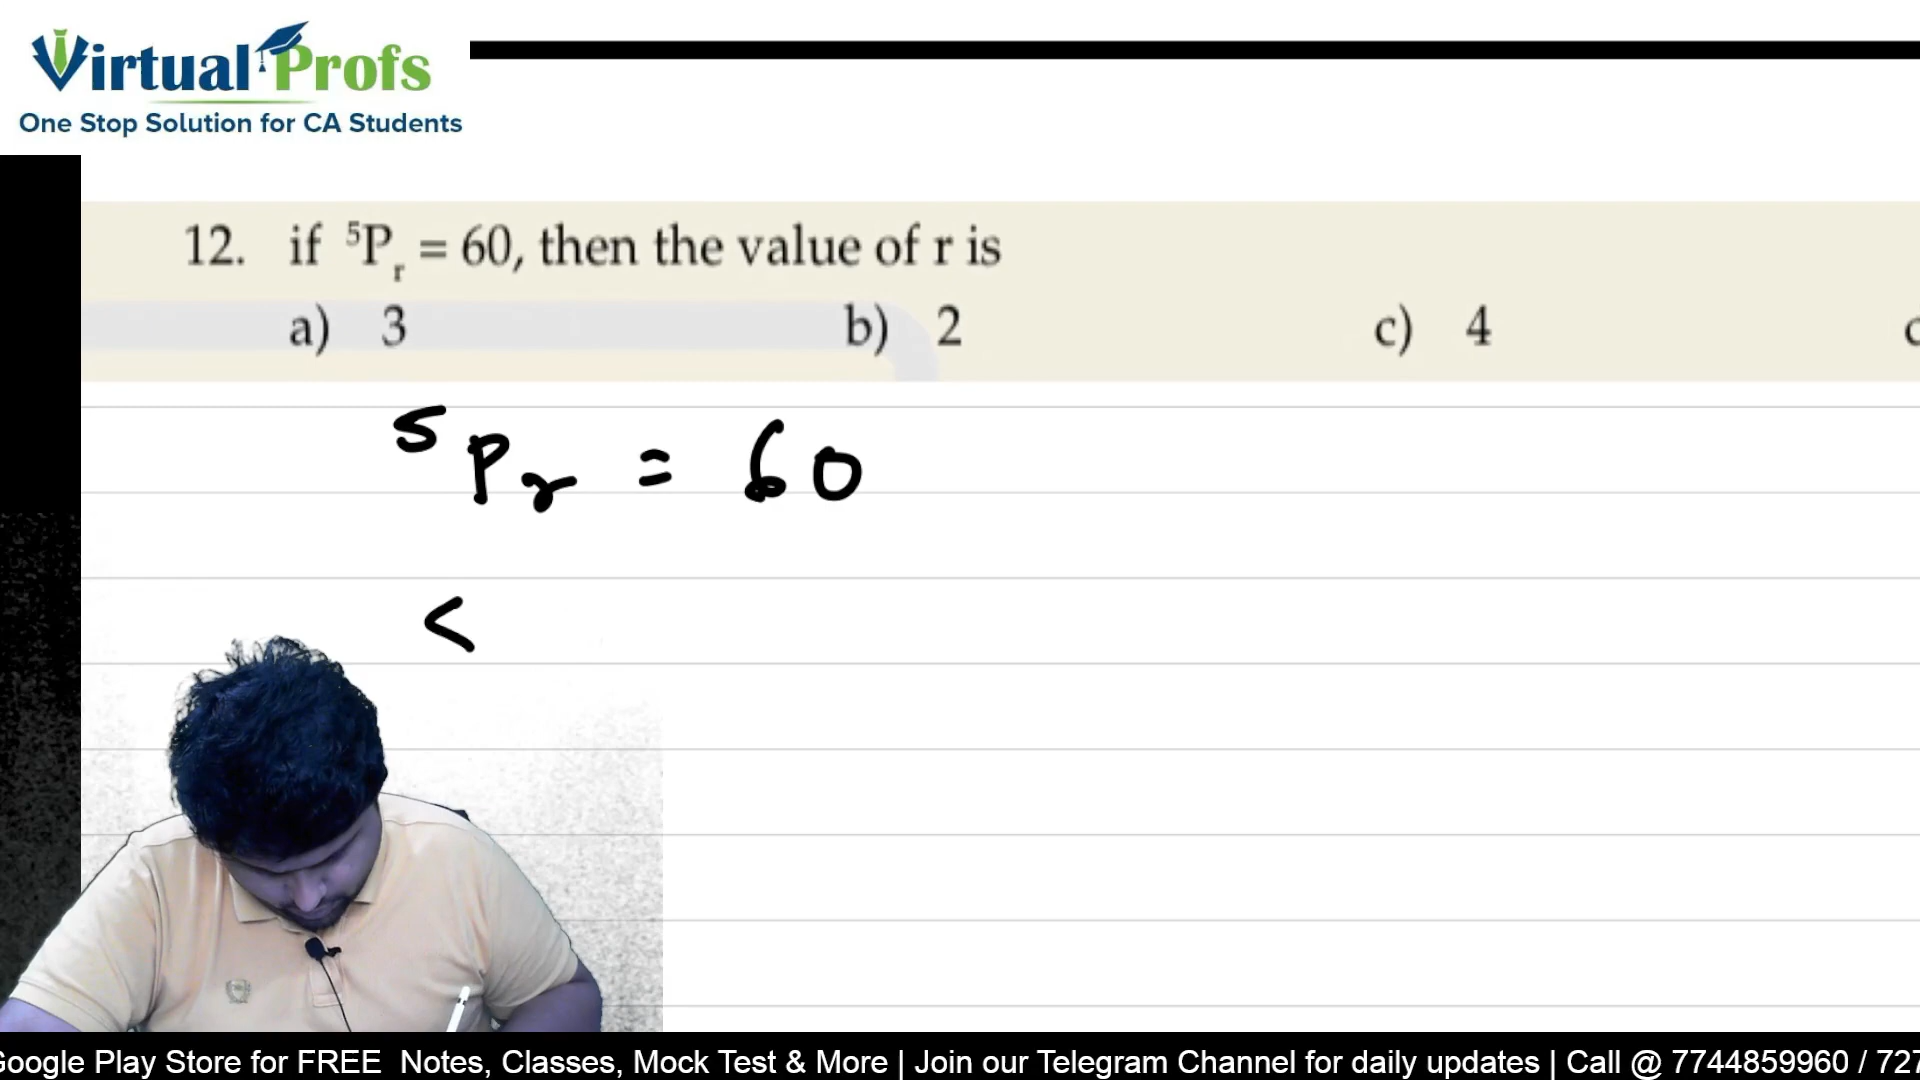 Virtual Profs
One Stop Solution for CA Students
12. if ⁵Pᵣ = 60, then the value of r is
a) 3 b) 2 c) 4
⁵Pᵣ = 60
<
Google Play Store for FREE Notes, Classes, Mock Test & More | Join our Telegram Channel for daily updates | Call @ 7744859960 / 727